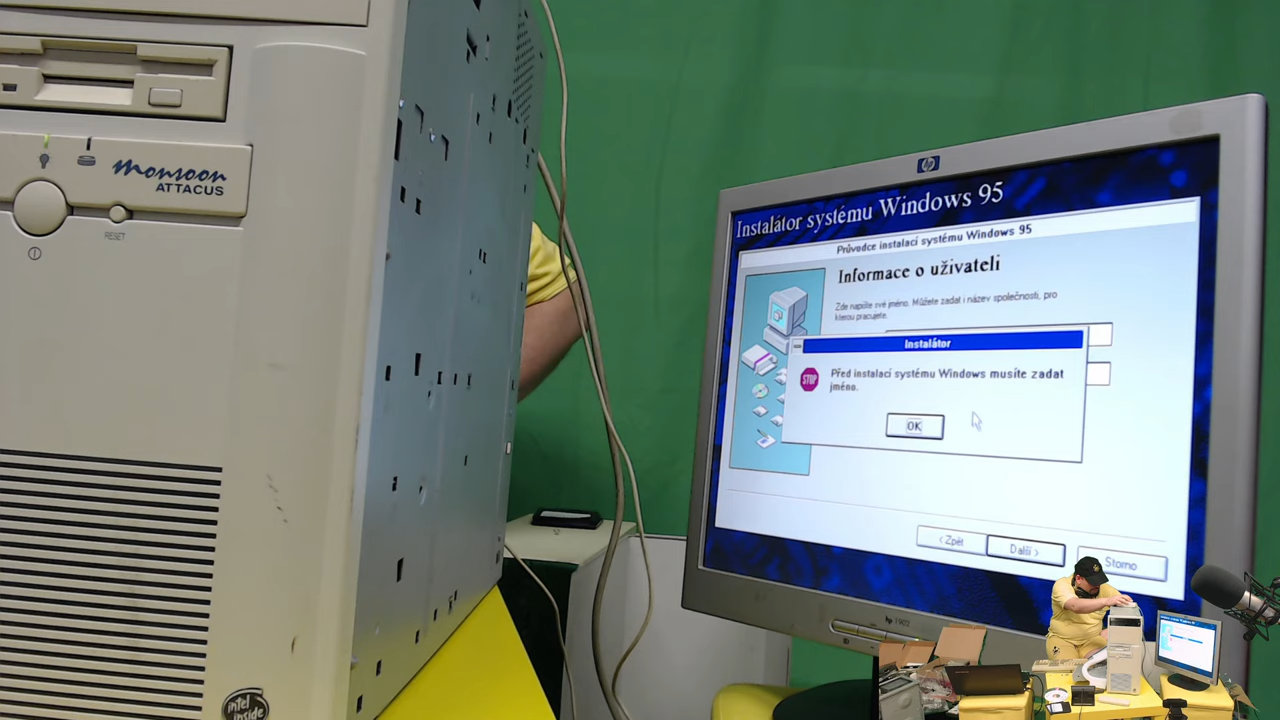 Monsoon
ATTACUS
RESET
intel
inside
hp
Instalátor systému Windows 95
Průvodce instalací systému Windows 95
Informace o uživateli
Zde napište své jméno. Můžete zadat i název společnosti, pro
kterou pracujete.
Instalátor
STOP
Před instalací systému Windows musíte zadat
jméno.
OK
< Zpět
Další >
Storno
hp